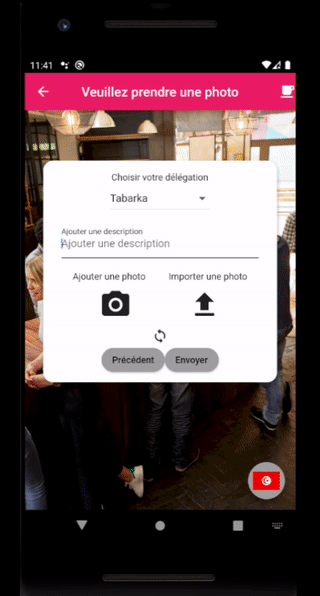 11:41
Veuillez prendre une photo
Choisir votre délégation
Tabarka
Ajouter une description
Ajouter une description
Ajouter une photo
Importer une photo
Précédent
Envoyer